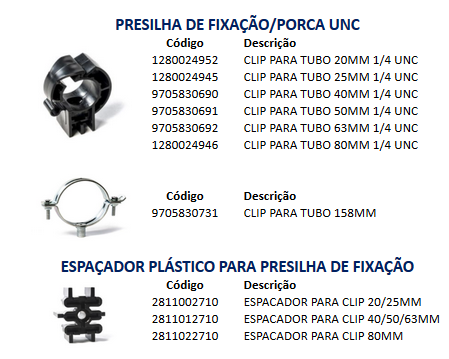 PRESILHA DE FIXAÇÃO/PORCA UNC
Código Descrição
1280024952 CLIP PARA TUBO 20MM 1/4 UNC
1280024945 CLIP PARA TUBO 25MM 1/4 UNC
9705830690 CLIP PARA TUBO 40MM 1/4 UNC
9705830691 CLIP PARA TUBO 50MM 1/4 UNC
9705830692 CLIP PARA TUBO 63MM 1/4 UNC
1280024946 CLIP PARA TUBO 80MM 1/4 UNC
Código Descrição
9705830731 CLIP PARA TUBO 158MM
ESPAÇADOR PLÁSTICO PARA PRESILHA DE FIXAÇÃO
Código Descrição
2811002710 ESPACADOR PARA CLIP 20/25MM
2811012710 ESPACADOR PARA CLIP 40/50/63MM
2811022710 ESPACADOR PARA CLIP 80MM